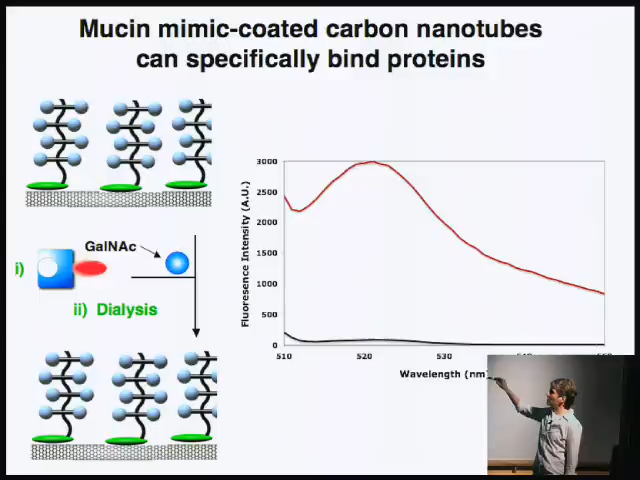 Mucin mimic-coated carbon nanotubes
can specifically bind proteins
GalNAc
i)
ii) Dialysis
Fluoresence Intensity (A.U.)
3000
2500
2000
1500
1000
500
0
510
520
530
Wavelength (nm)